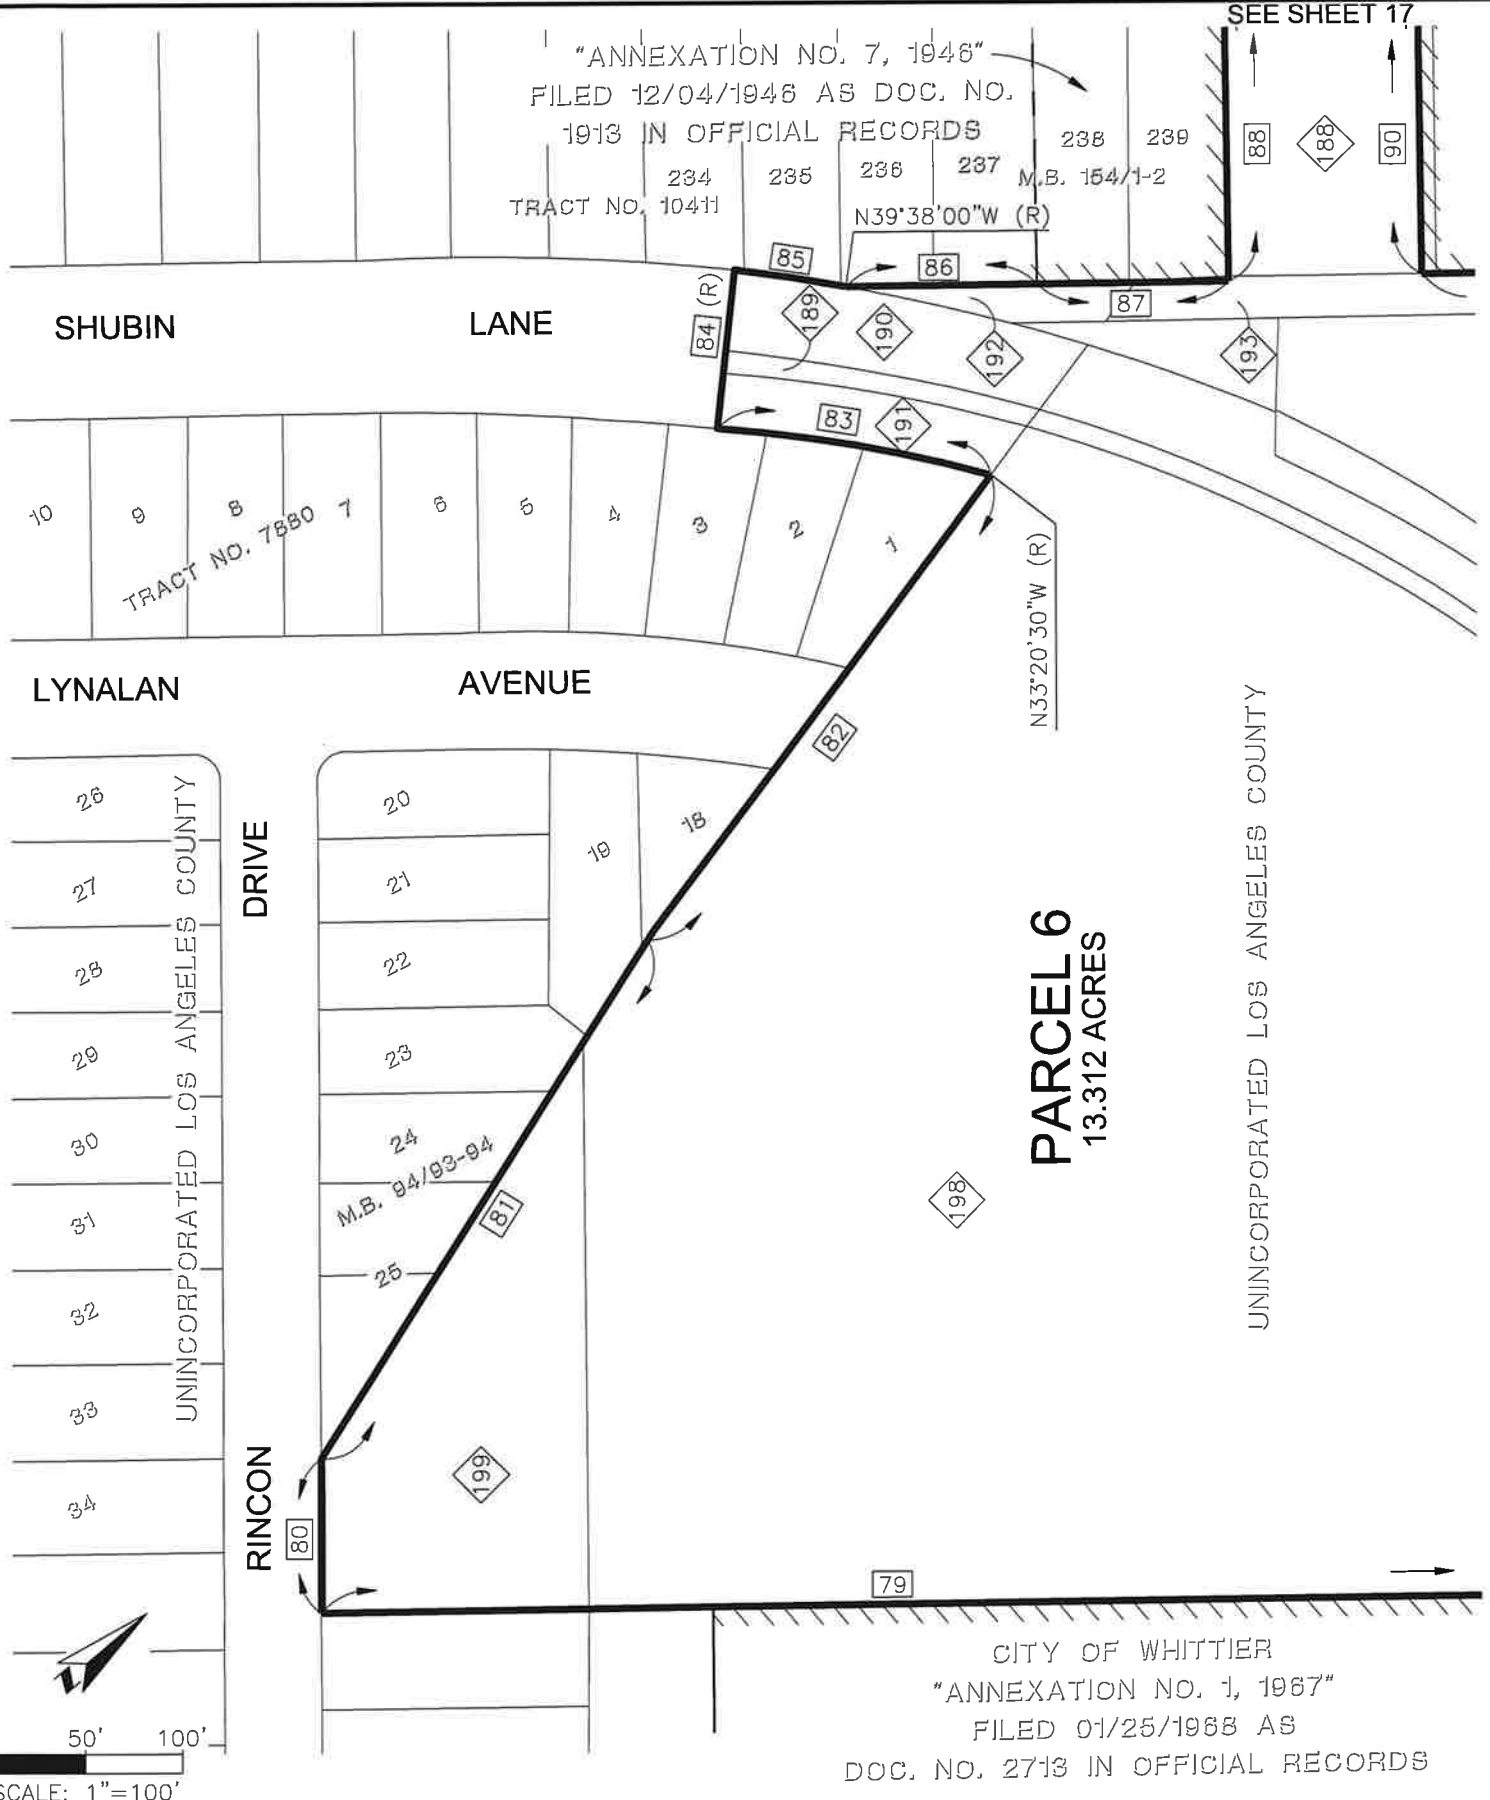 SEE SHEET 17
"ANNEXATION NO. 7, 1946"
FILED 12/04/1946 AS DOC. NO.
1913 IN OFFICIAL RECORDS
234
235
236
237
238
239
TRACT NO. 10411
M.B. 154/1-2
88
188
90
N39°38'00"W (R)
85
86
87
84 (R)
189
190
192
193
SHUBIN LANE
83
191
10
9
8
7
6
5
4
3
2
1
TRACT NO. 7880
N33°20'30"W (R)
LYNALAN AVENUE
82
26
27
28
29
30
31
32
33
34
UNINCORPORATED LOS ANGELES COUNTY
RINCON DRIVE
20
21
22
23
24
25
19
18
M.B. 94/93-94
81
PARCEL 6
13.312 ACRES
UNINCORPORATED LOS ANGELES COUNTY
198
199
80
79
CITY OF WHITTIER
"ANNEXATION NO. 1, 1967"
FILED 01/25/1968 AS
DOC. NO. 2713 IN OFFICIAL RECORDS
N
50' 100'
SCALE: 1"=100'